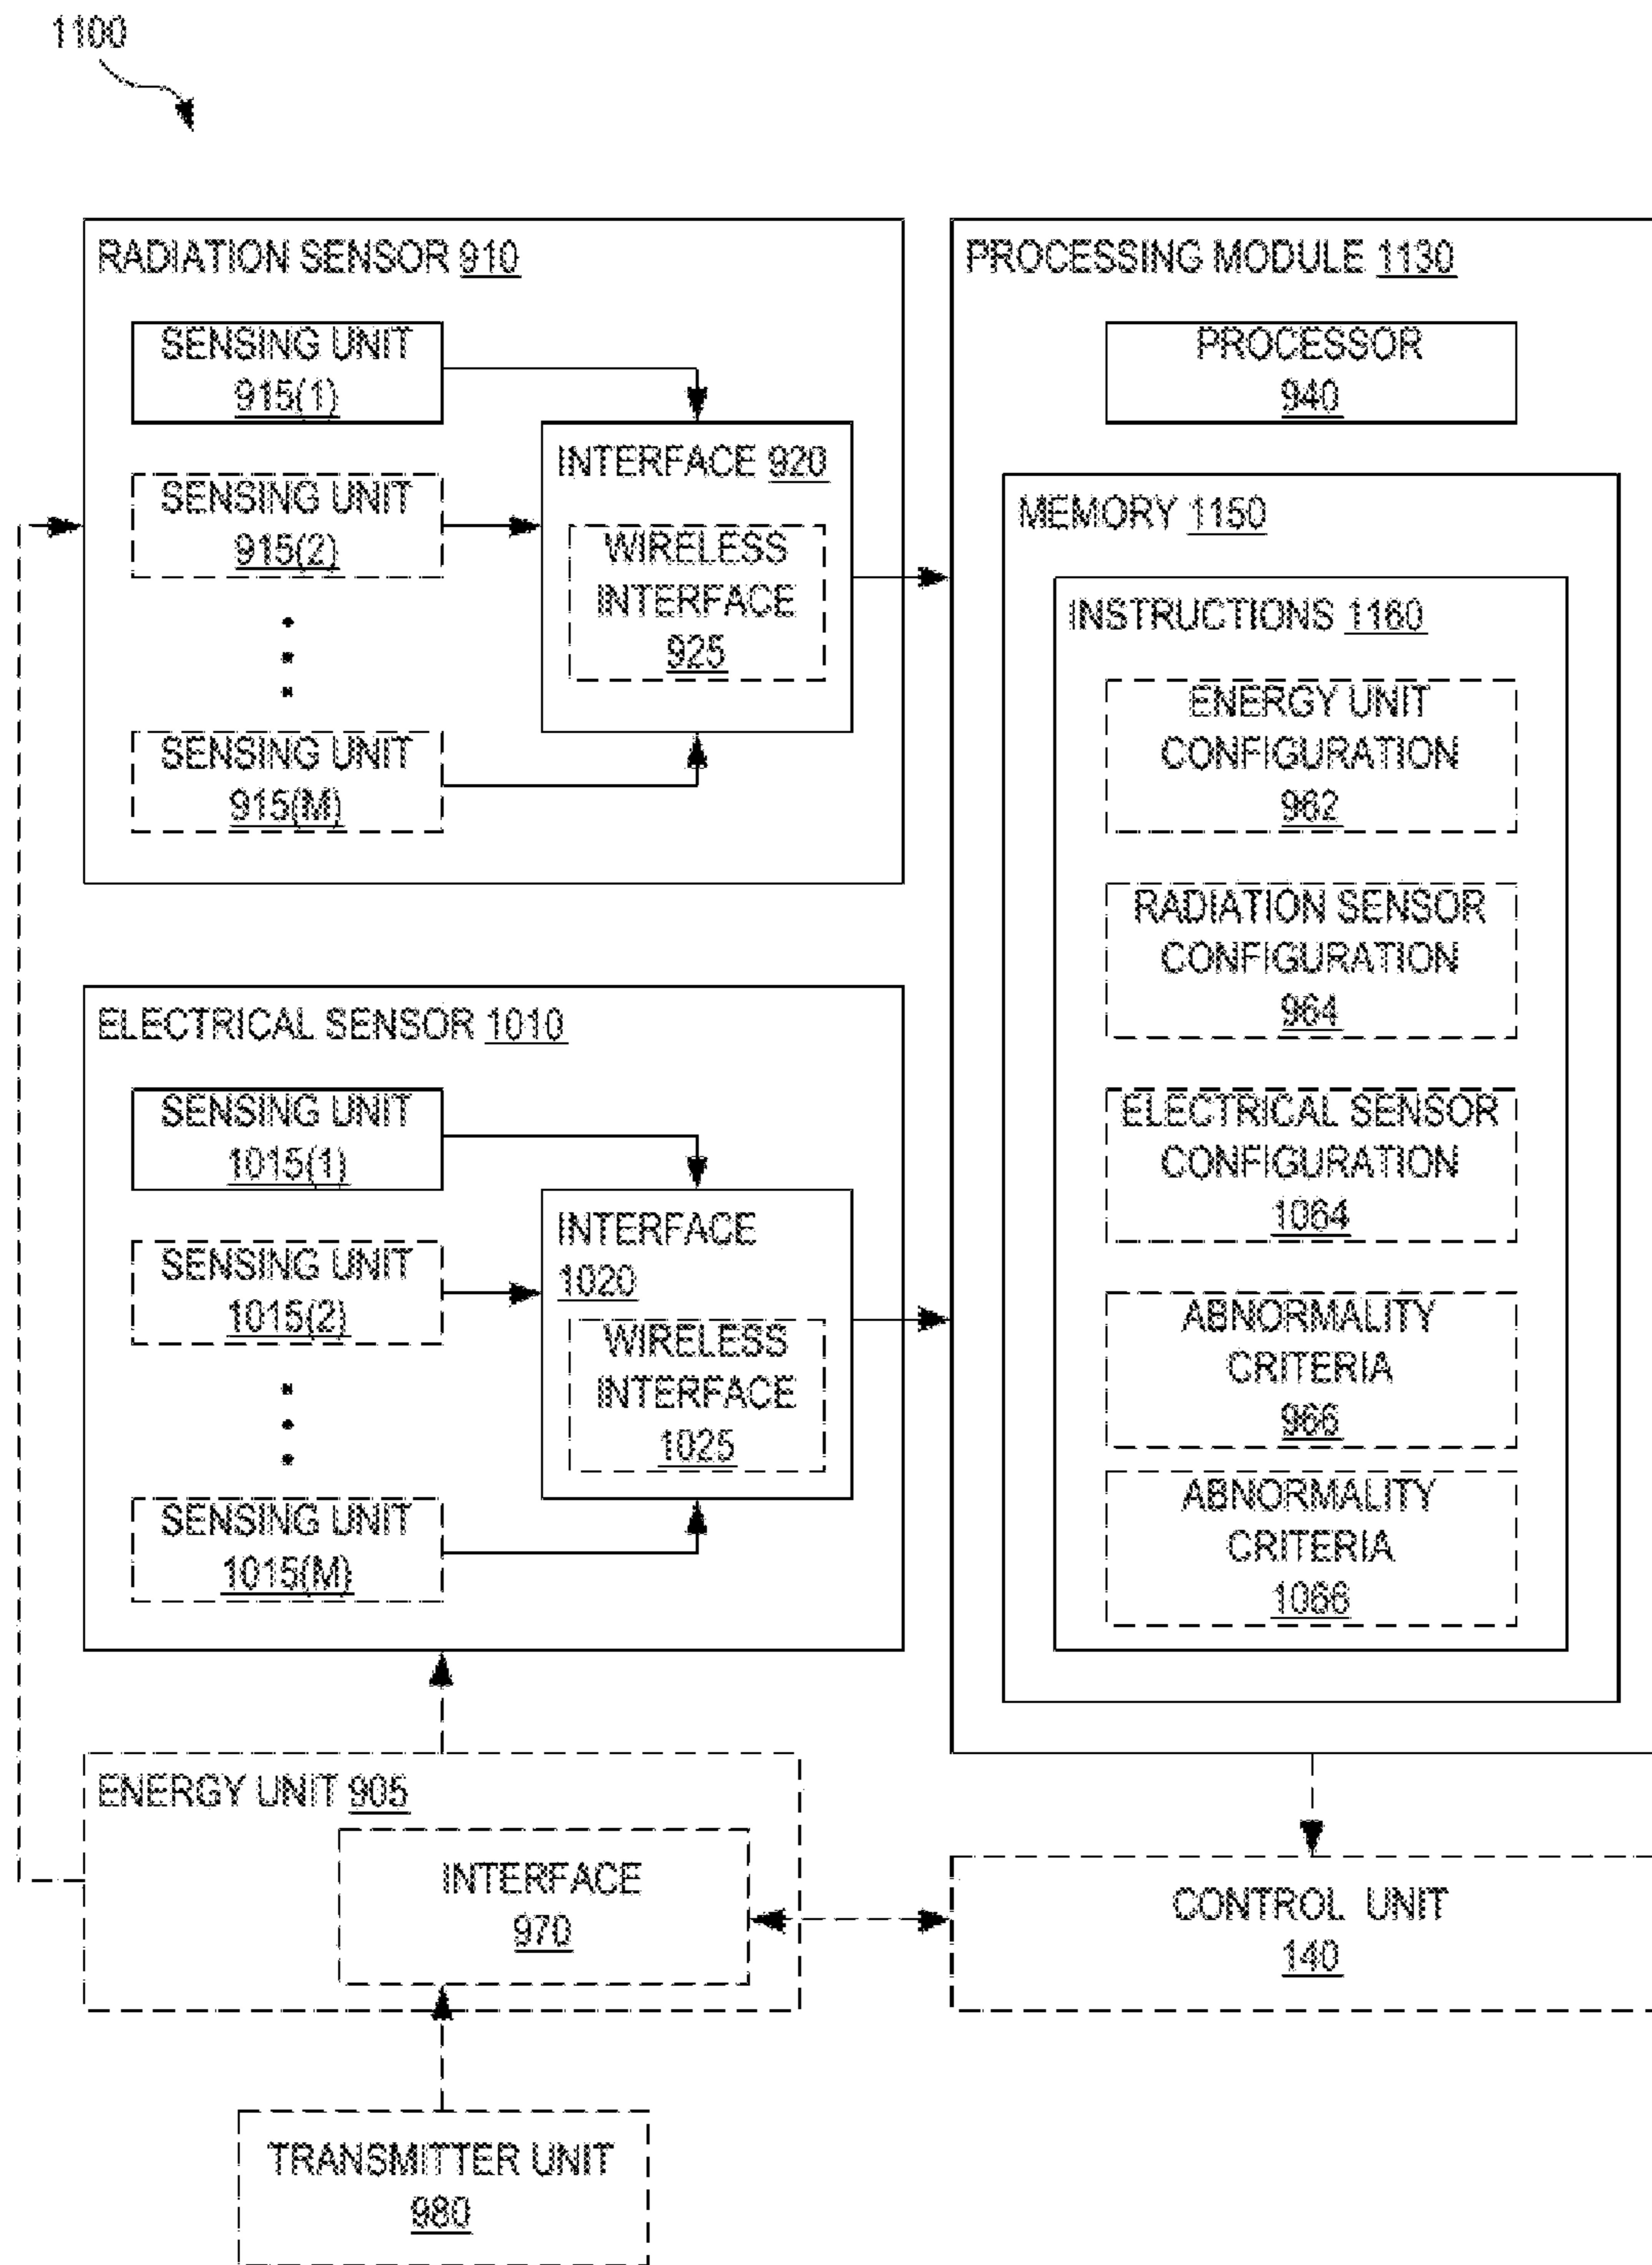 1100
RADIATION SENSOR 910
SENSING UNIT
915(1)
SENSING UNIT
915(2)
SENSING UNIT
915(M)
INTERFACE 920
WIRELESS
INTERFACE
925
ELECTRICAL SENSOR 1010
SENSING UNIT
1015(1)
SENSING UNIT
1015(2)
SENSING UNIT
1015(M)
INTERFACE
1020
WIRELESS
INTERFACE
1025
PROCESSING MODULE 1130
PROCESSOR
940
MEMORY 1150
INSTRUCTIONS 1160
ENERGY UNIT
CONFIGURATION
962
RADIATION SENSOR
CONFIGURATION
964
ELECTRICAL SENSOR
CONFIGURATION
1064
ABNORMALITY
CRITERIA
966
ABNORMALITY
CRITERIA
1066
ENERGY UNIT 905
INTERFACE
970
CONTROL UNIT
140
TRANSMITTER UNIT
980